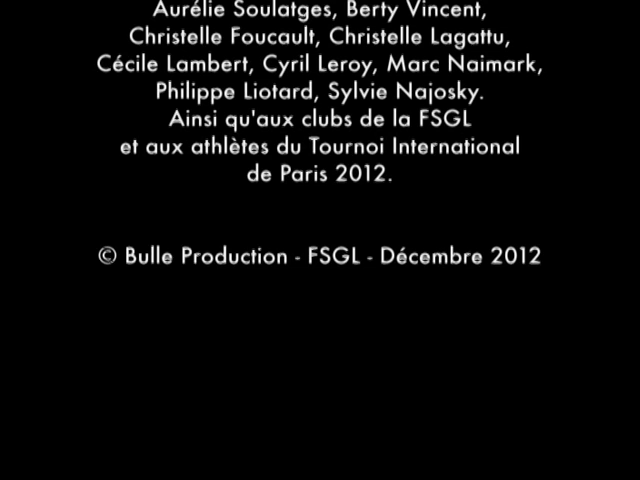 Aurélie Soulatges, Berty Vincent,
Christelle Foucault, Christelle Lagattu,
Cécile Lambert, Cyril Leroy, Marc Naimark,
Philippe Liotard, Sylvie Najosky.
Ainsi qu'aux clubs de la FSGL
et aux athlètes du Tournoi International
de Paris 2012.
© Bulle Production - FSGL - Décembre 2012